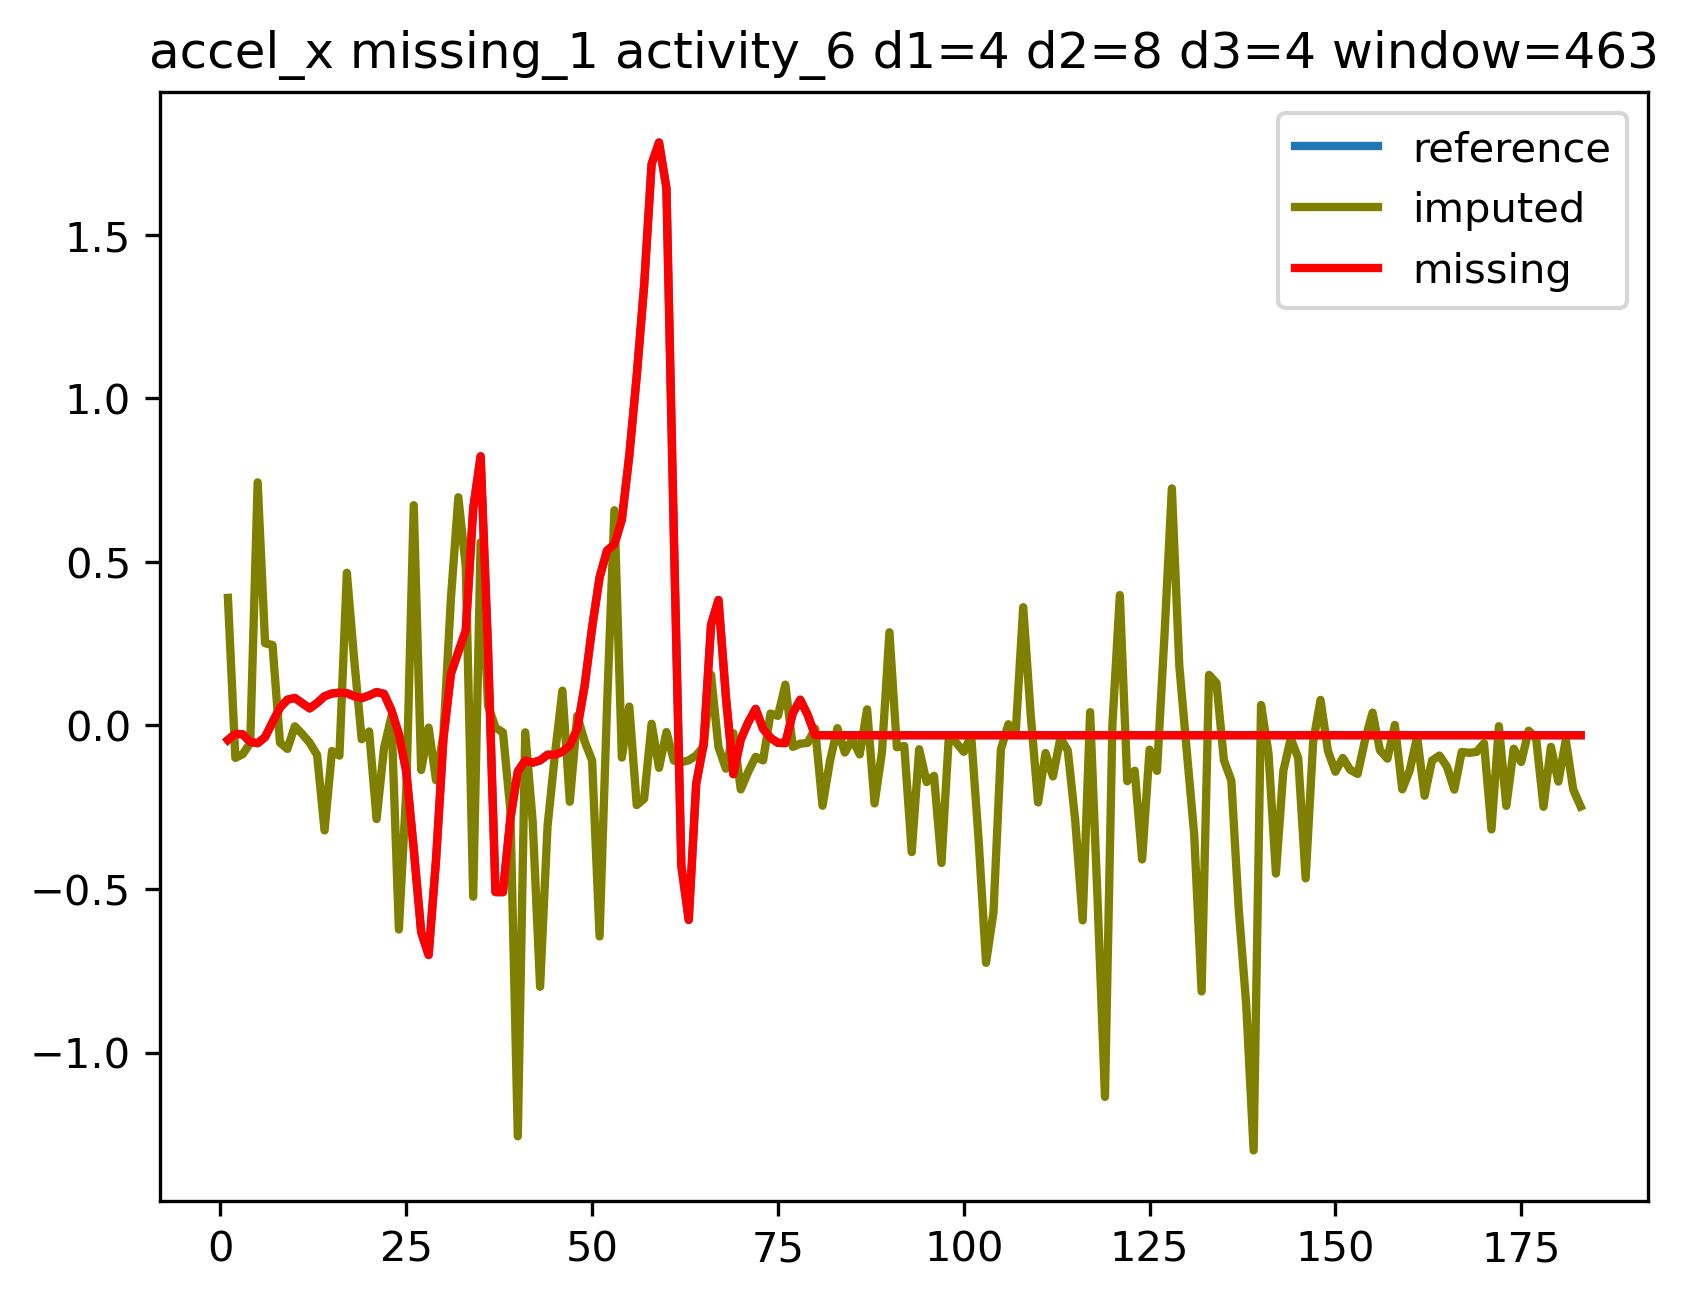 accel_x missing_1 activity_6 d1=4 d2=8 d3=4 window=463
reference
imputed
missing
1.5
1.0
0.5
0.0
−0.5
−1.0
0 25 50 75 100 125 150 175